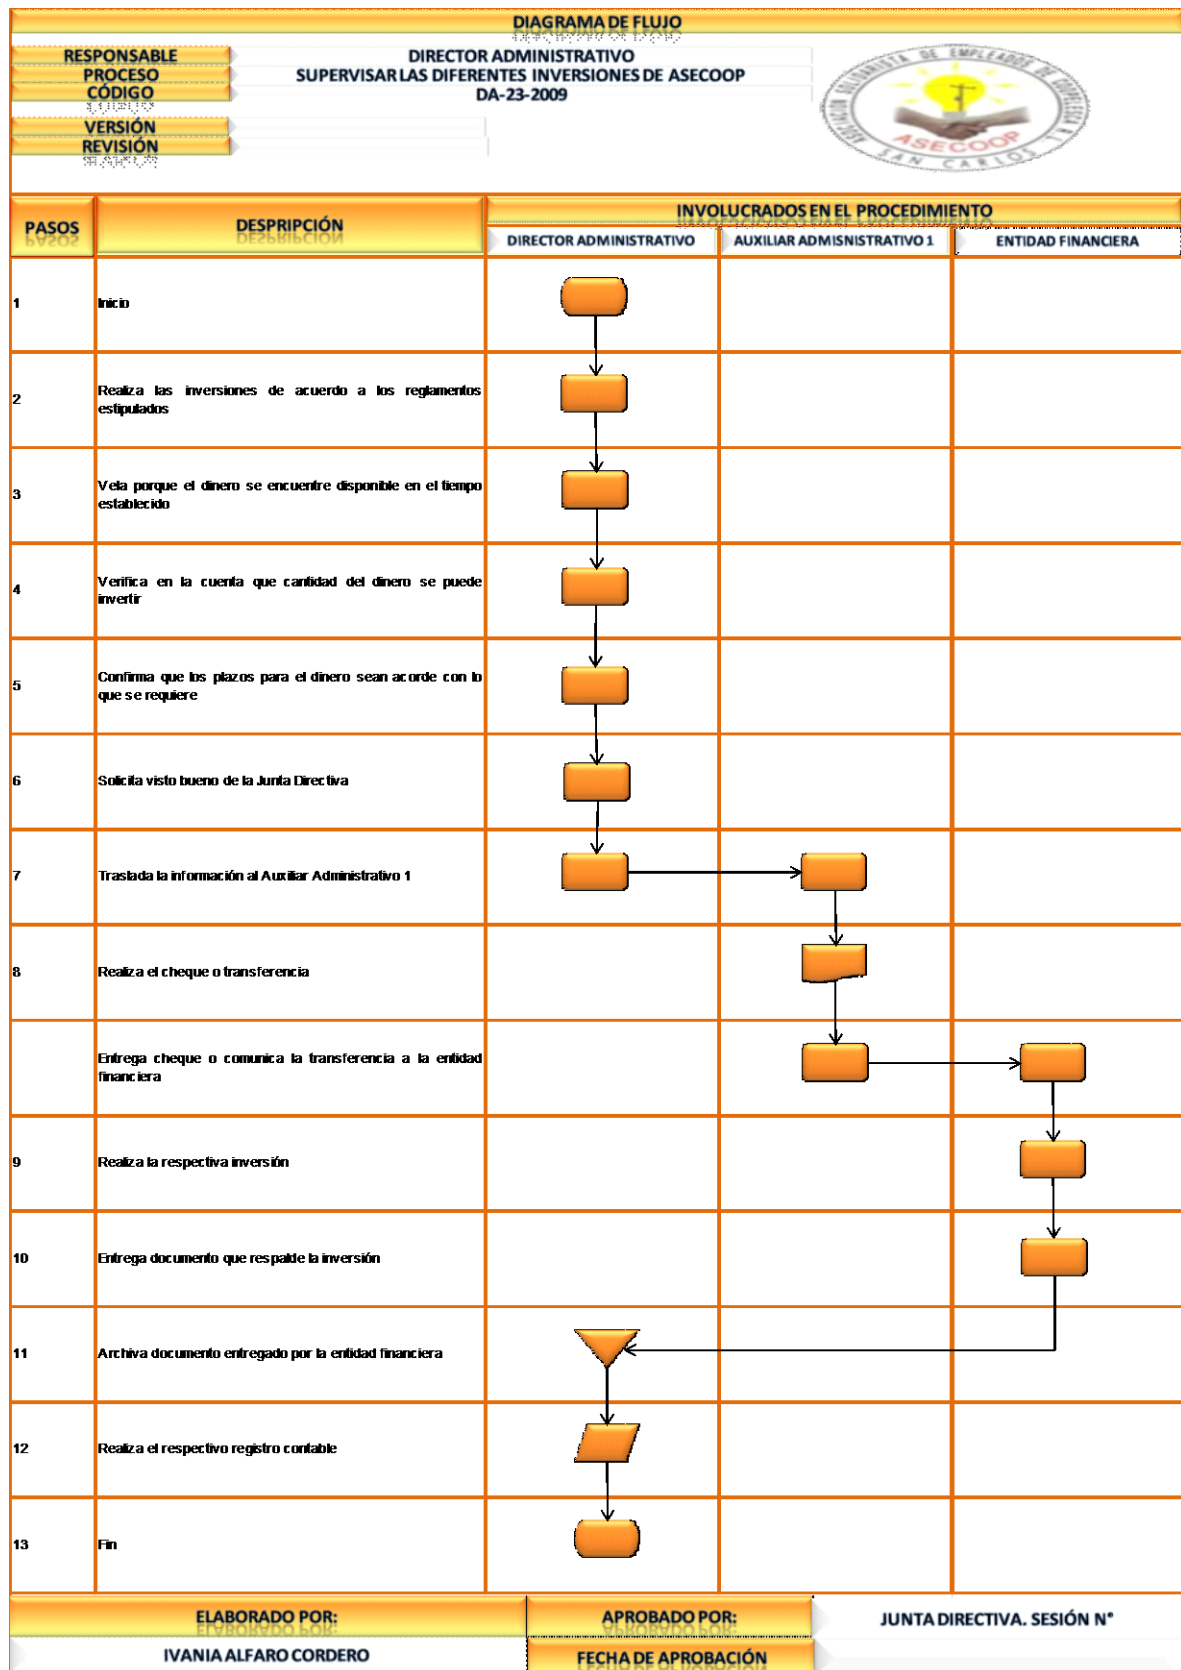 DIAGRAMA DE FLUJO
RESPONSABLE DIRECTOR ADMINISTRATIVO
PROCESO SUPERVISAR LAS DIFERENTES INVERSIONES DE ASECOOP
CÓDIGO DA-23-2009
VERSIÓN
REVISIÓN
ASOCIACIÓN SOLIDARISTA DE EMPLEADOS DE COOPELESCA R.L.
ASECOOP
SAN CARLOS
PASOS DESPRIPCIÓN INVOLUCRADOS EN EL PROCEDIMIENTO
DIRECTOR ADMINISTRATIVO AUXILIAR ADMISNISTRATIVO 1 ENTIDAD FINANCIERA
1 Inicio
2 Realiza las inversiones de acuerdo a los reglamentos
estipulados
3 Vela porque el dinero se encuentre disponible en el tiempo
establecido
4 Verifica en la cuenta que cantidad del dinero se puede
invertir
5 Confirma que los plazos para el dinero sean acorde con lo
que se requiere
6 Solicita visto bueno de la Junta Directiva
7 Traslada la información al Auxiliar Administrativo 1
8 Realiza el cheque o transferencia
Entrega cheque o comunica la transferencia a la entidad
financiera
9 Realiza la respectiva inversión
10 Entrega documento que respalde la inversión
11 Archiva documento entregado por la entidad financiera
12 Realiza el respectivo registro contable
13 Fin
ELABORADO POR: APROBADO POR: JUNTA DIRECTIVA. SESIÓN N°
IVANIA ALFARO CORDERO FECHA DE APROBACIÓN